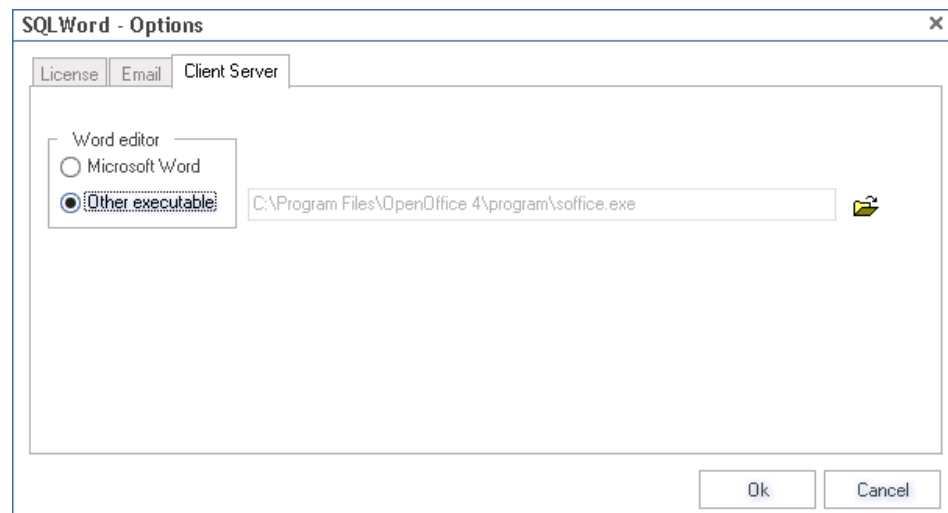 SQLWord - Options
License Email Client Server
Word editor
Microsoft Word
Other executable C:\Program Files\OpenOffice 4\program\soffice.exe
Ok Cancel